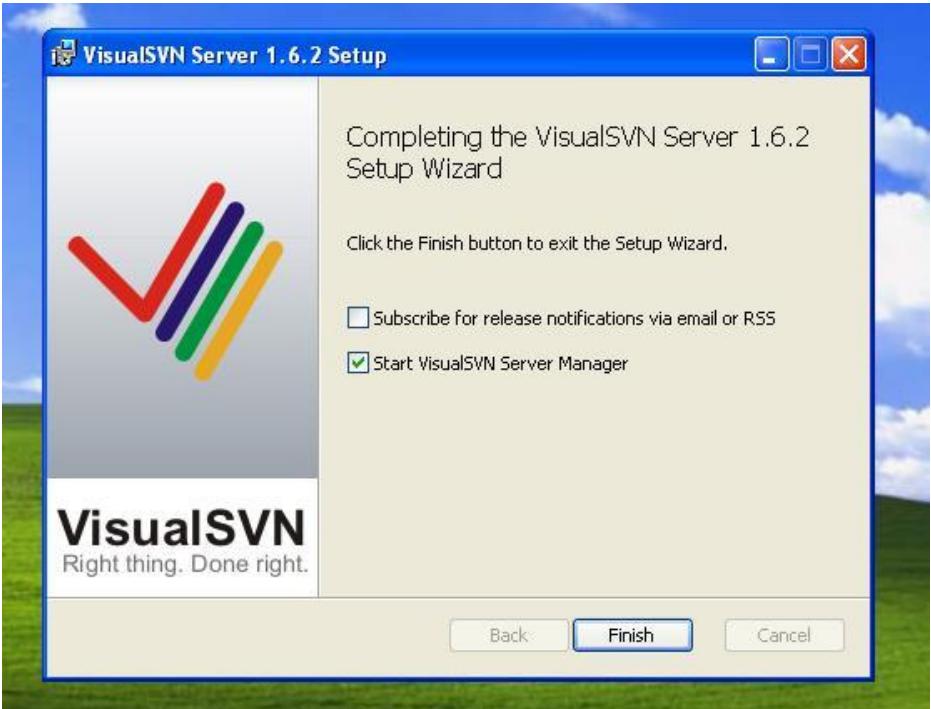 VisualSVN Server 1.6.2 Setup
Completing the VisualSVN Server 1.6.2
Setup Wizard
Click the Finish button to exit the Setup Wizard.
Subscribe for release notifications via email or RSS
Start VisualSVN Server Manager
VisualSVN
Right thing. Done right.
Back
Finish
Cancel